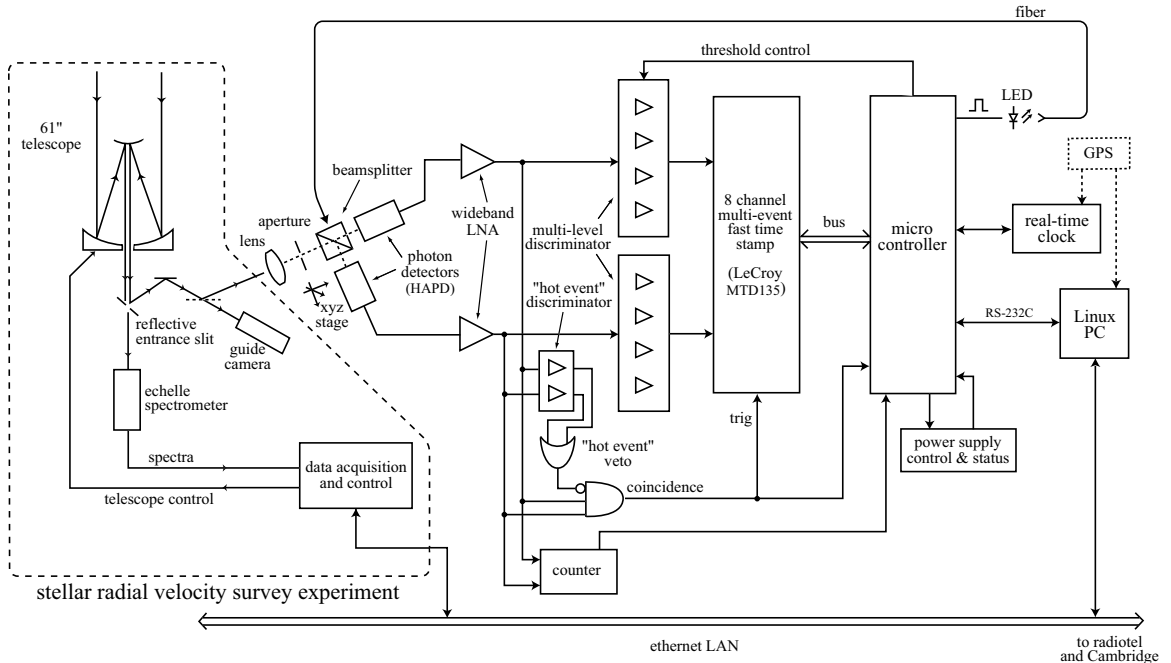 fiber
threshold control
LED
61"
telescope
GPS
beamsplitter
aperture
lens
wideband
LNA
multi-level
discriminator
8 channel
multi-event
fast time
stamp
(LeCroy
MTD135)
bus
micro
controller
real-time
clock
photon
detectors
(HAPD)
"hot event"
discriminator
xyz
stage
reflective
entrance slit
guide
camera
RS-232C
Linux
PC
echelle
spectrometer
trig
power supply
control & status
"hot event"
veto
spectra
data acquisition
and control
telescope control
coincidence
counter
stellar radial velocity survey experiment
ethernet LAN
to radiotel
and Cambridge